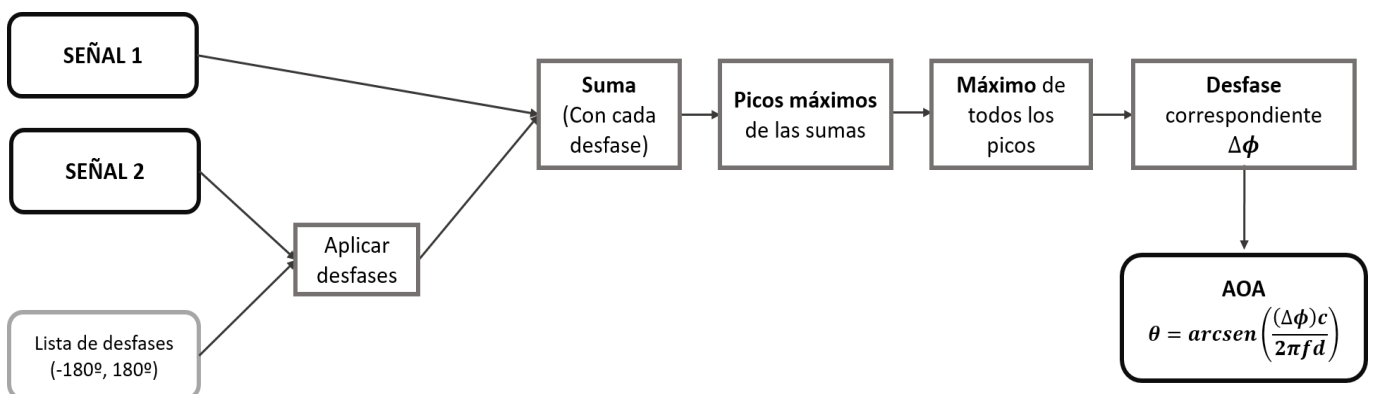 SEÑAL 1
SEÑAL 2
Lista de desfases
(-180º, 180º)
Aplicar
desfases
Suma
(Con cada
desfase)
Picos máximos
de las sumas
Máximo de
todos los
picos
Desfase
correspondiente
Δϕ
AOA
θ = arcsen((Δϕ)c / 2πfd)